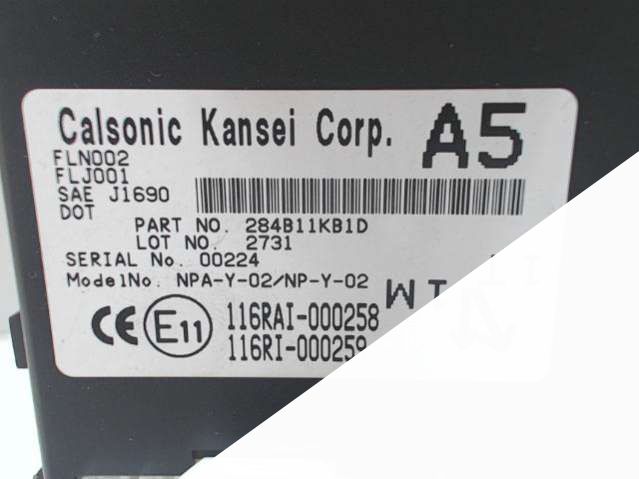 Calsonic Kansei Corp. A5
FLN002
FLJ001
SAE J1690
DOT
PART NO. 284B11KB1D
LOT NO. 2731
SERIAL No. 00224
ModelNo. NPA-Y-02/NP-Y-02
CE E11 116RAI-000258
116RI-000259